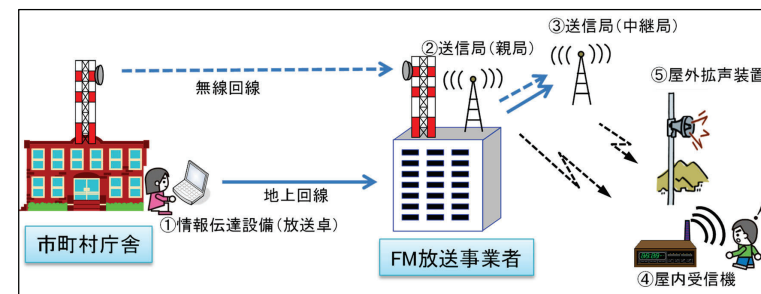 ③送信局(中継局)
②送信局(親局)
無線回線
⑤屋外拡声装置
地上回線
①情報伝達設備(放送卓)
市町村庁舎
FM放送事業者
④屋内受信機